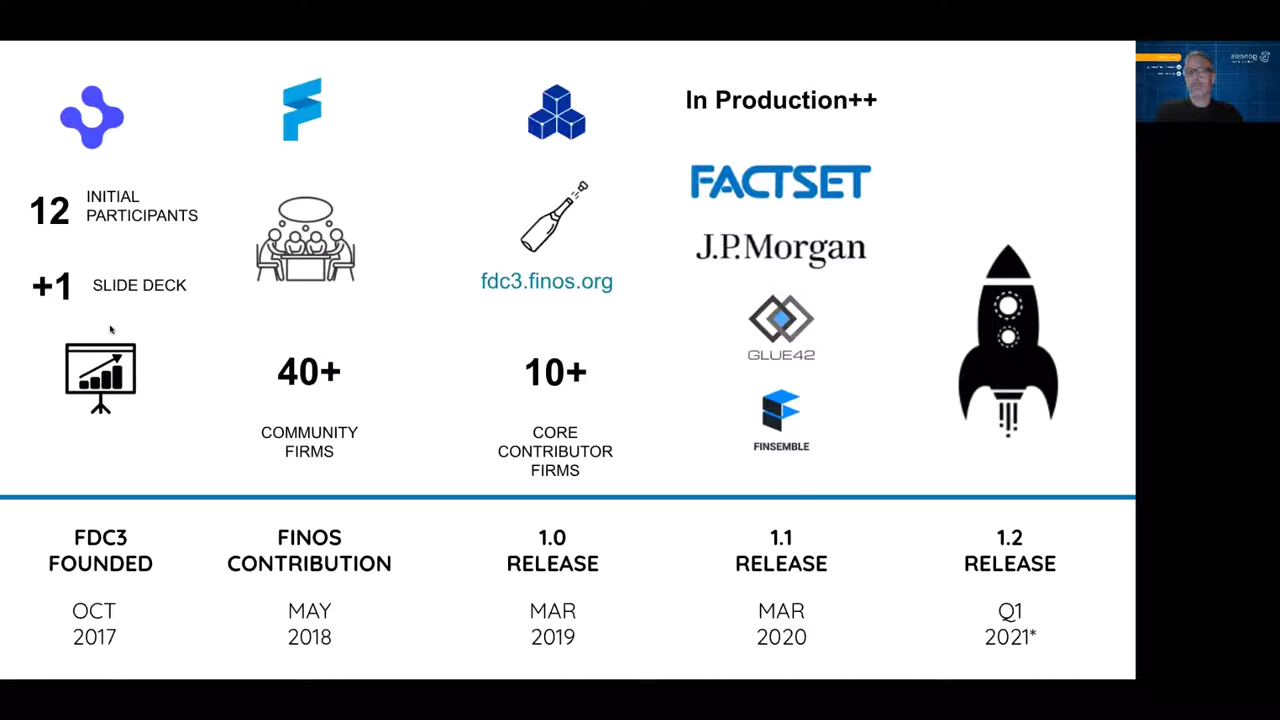 12
INITIAL
PARTICIPANTS
+1
SLIDE DECK
FDC3
FOUNDED
OCT
2017
40+
COMMUNITY
FIRMS
FINOS
CONTRIBUTION
MAY
2018
fdc3.finos.org
10+
CORE
CONTRIBUTOR
FIRMS
1.0
RELEASE
MAR
2019
In Production++
FACTSET
J.P.Morgan
GLUE42
FINSEMBLE
1.1
RELEASE
MAR
2020
1.2
RELEASE
Q1
2021*
genesis